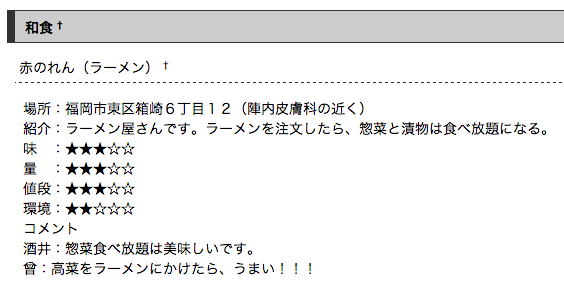 和食 †
赤のれん（ラーメン） †
場所：福岡市東区箱崎６丁目１２（陣内皮膚科の近く）
紹介：ラーメン屋さんです。ラーメンを注文したら、惣菜と漬物は食べ放題になる。
味　：★★★☆☆
量　：★★★☆☆
値段：★★★☆☆
環境：★★☆☆☆
コメント
酒井：惣菜食べ放題は美味しいです。
曾：高菜をラーメンにかけたら、うまい！！！